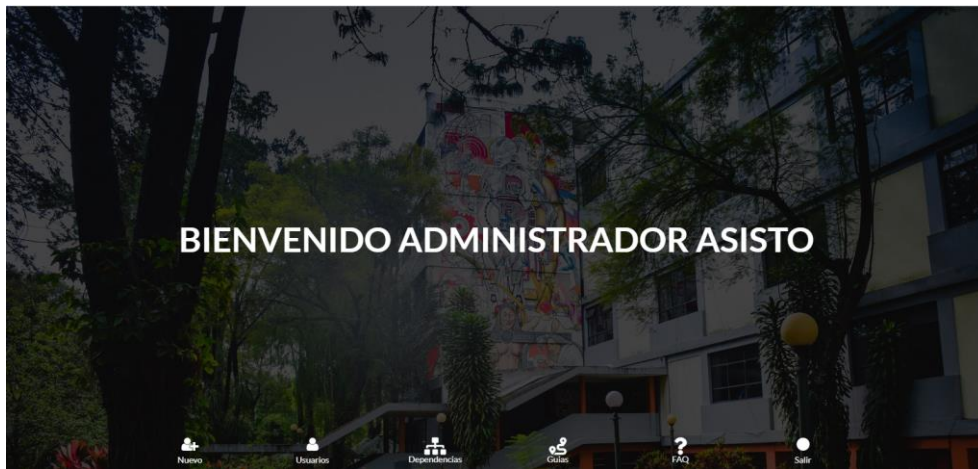 BIENVENIDO ADMINISTRADOR ASISTO
Nuevo
Usuarios
Dependencias
Guías
FAQ
Salir